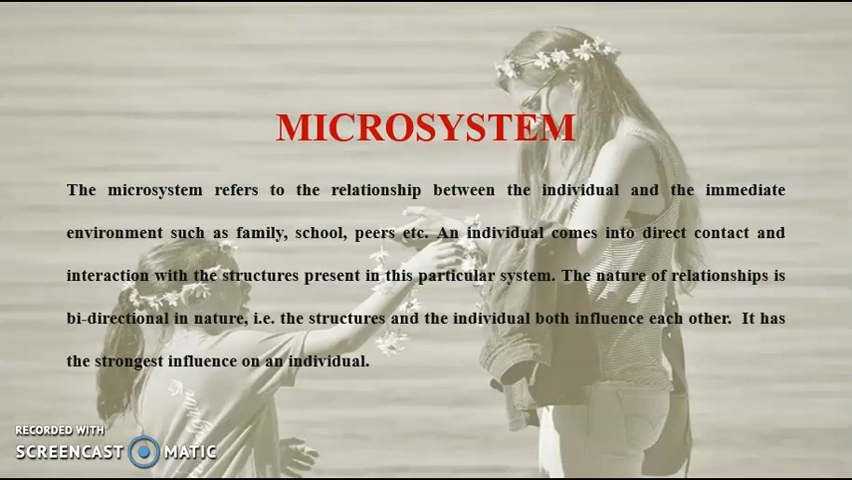 MICROSYSTEM
The microsystem refers to the relationship between the individual and the immediate
environment such as family, school, peers etc. An individual comes into direct contact and
interaction with the structures present in this particular system. The nature of relationships is
bi-directional in nature, i.e. the structures and the individual both influence each other. It has
the strongest influence on an individual.
RECORDED WITH
SCREENCAST MATIC